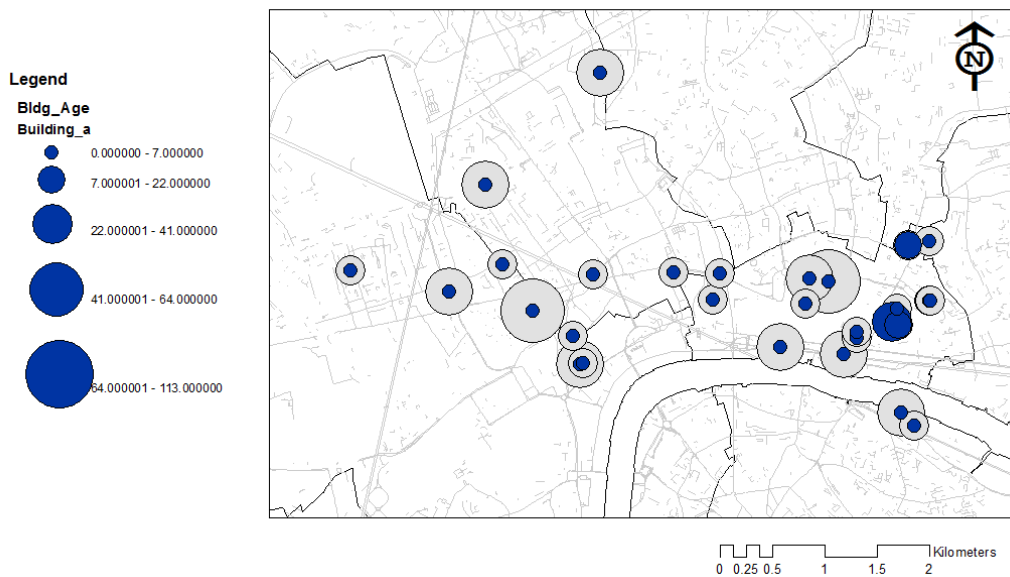 Legend
Bldg_Age
Building_a
0.000000 - 7.000000
7.000001 - 22.000000
22.000001 - 41.000000
41.000001 - 64.000000
64.000001 - 113.000000
N
Kilometers
0 0.25 0.5 1 1.5 2